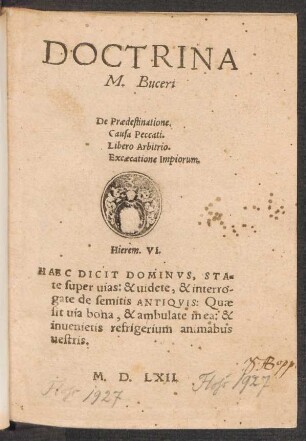 DOCTRINA
M. Buceri
De Prædestinatione.
Causa Peccati.
Libero Arbitrio.
Excæcatione Impiorum.
Hierem. VI.
HAEC DICIT DOMINVS, STA-
te super uias: & uidete, & interro-
gate de semitis ANTIQVIS: Quæ
sit uia bona, & ambulate in ea: &
inuenietis refrigerium animabus
uestris.
M. D. LXII.
1927 1927